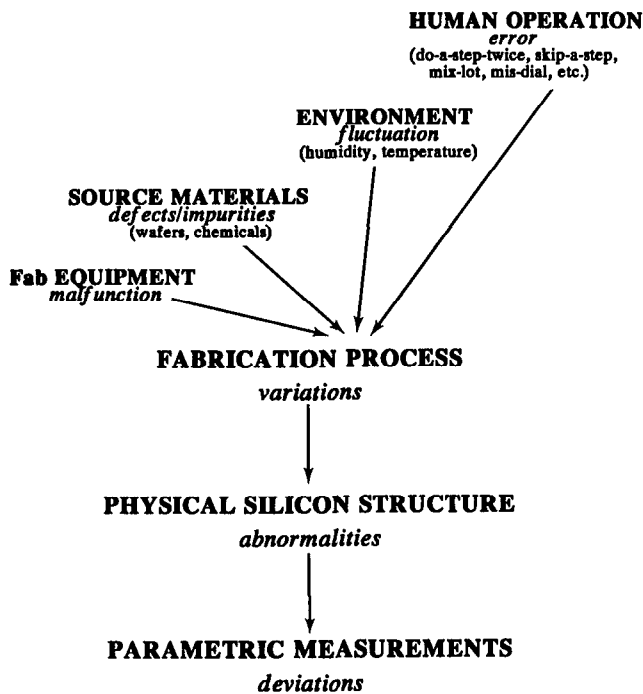 HUMAN OPERATION
error
(do-a-step-twice, skip-a-step,
mix-lot, mis-dial, etc.)
ENVIRONMENT
fluctuation
(humidity, temperature)
SOURCE MATERIALS
defects/impurities
(wafers, chemicals)
Fab EQUIPMENT
malfunction
FABRICATION PROCESS
variations
PHYSICAL SILICON STRUCTURE
abnormalities
PARAMETRIC MEASUREMENTS
deviations